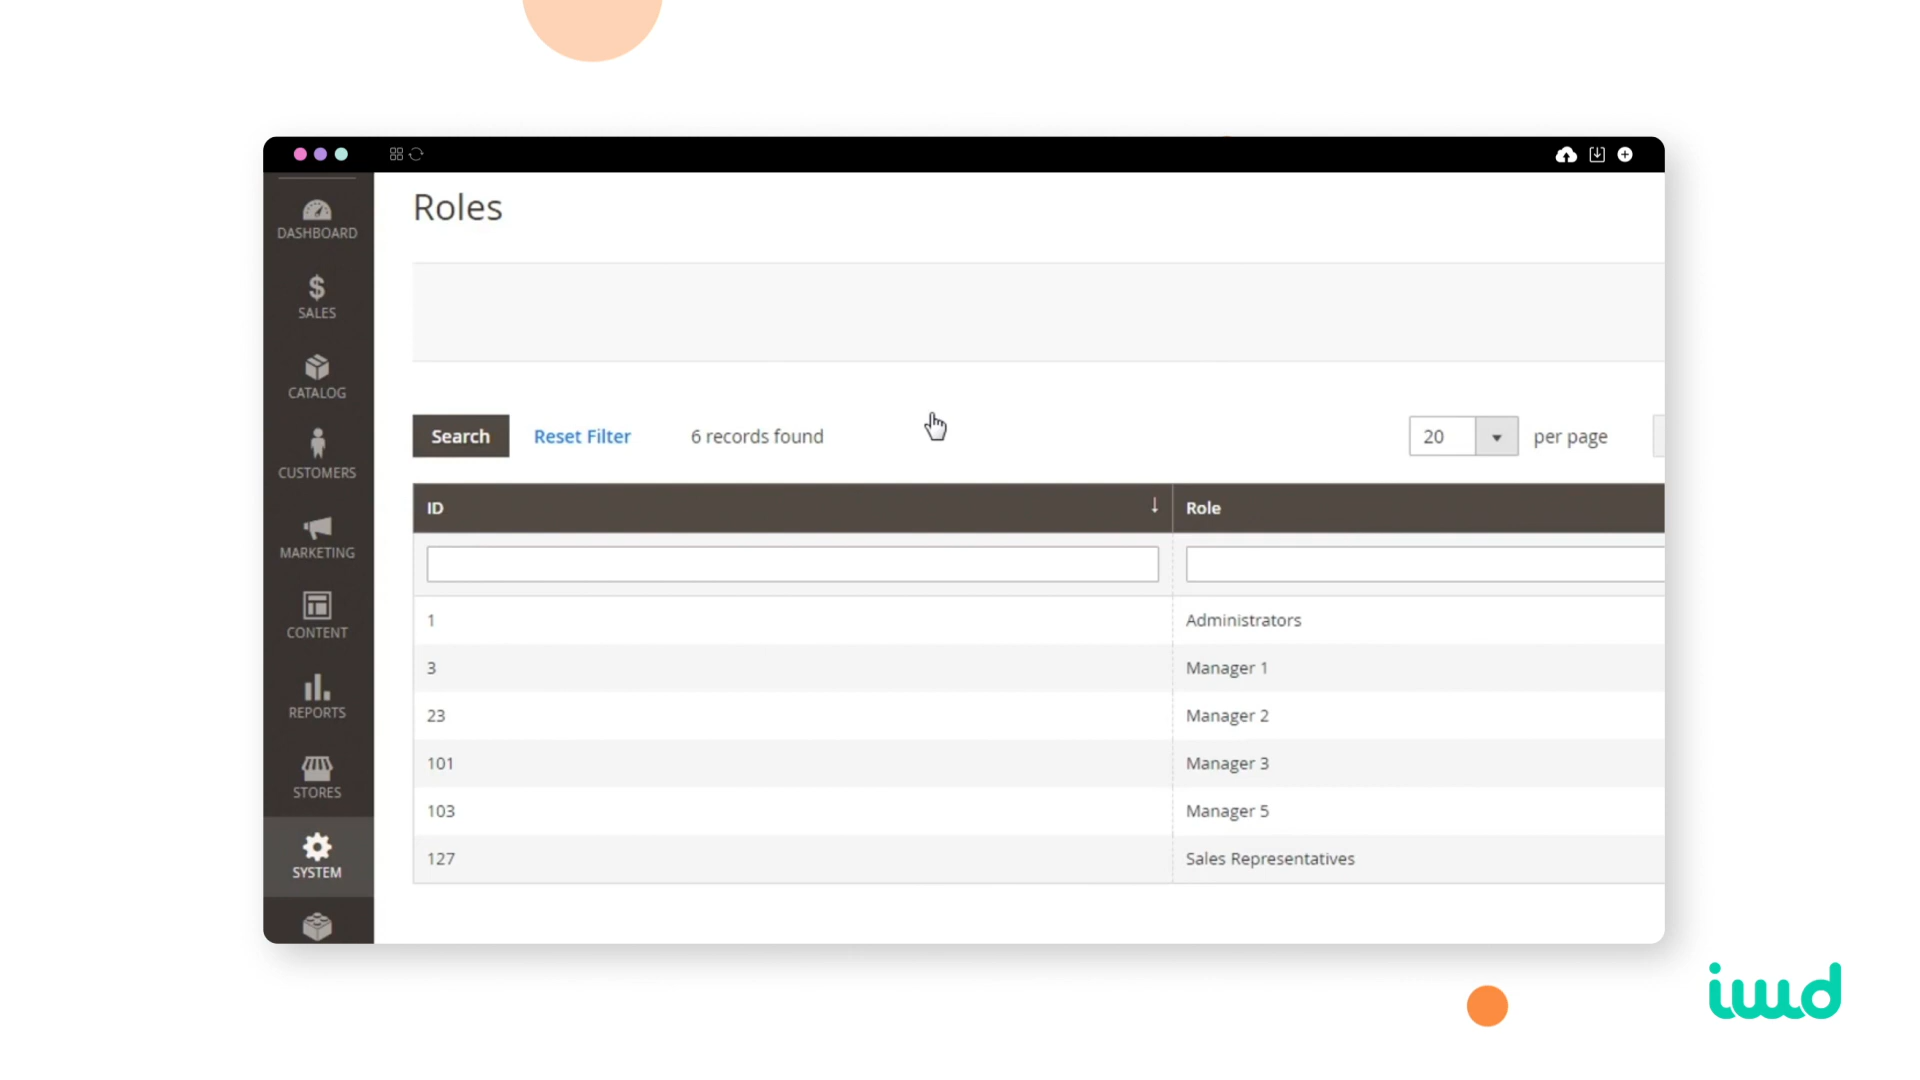 Roles
DASHBOARD
SALES
CATALOG
CUSTOMERS
MARKETING
CONTENT
REPORTS
STORES
SYSTEM
Search Reset Filter 6 records found 20 per page
ID ↓ Role
1 Administrators
3 Manager 1
23 Manager 2
101 Manager 3
103 Manager 5
127 Sales Representatives
iwd